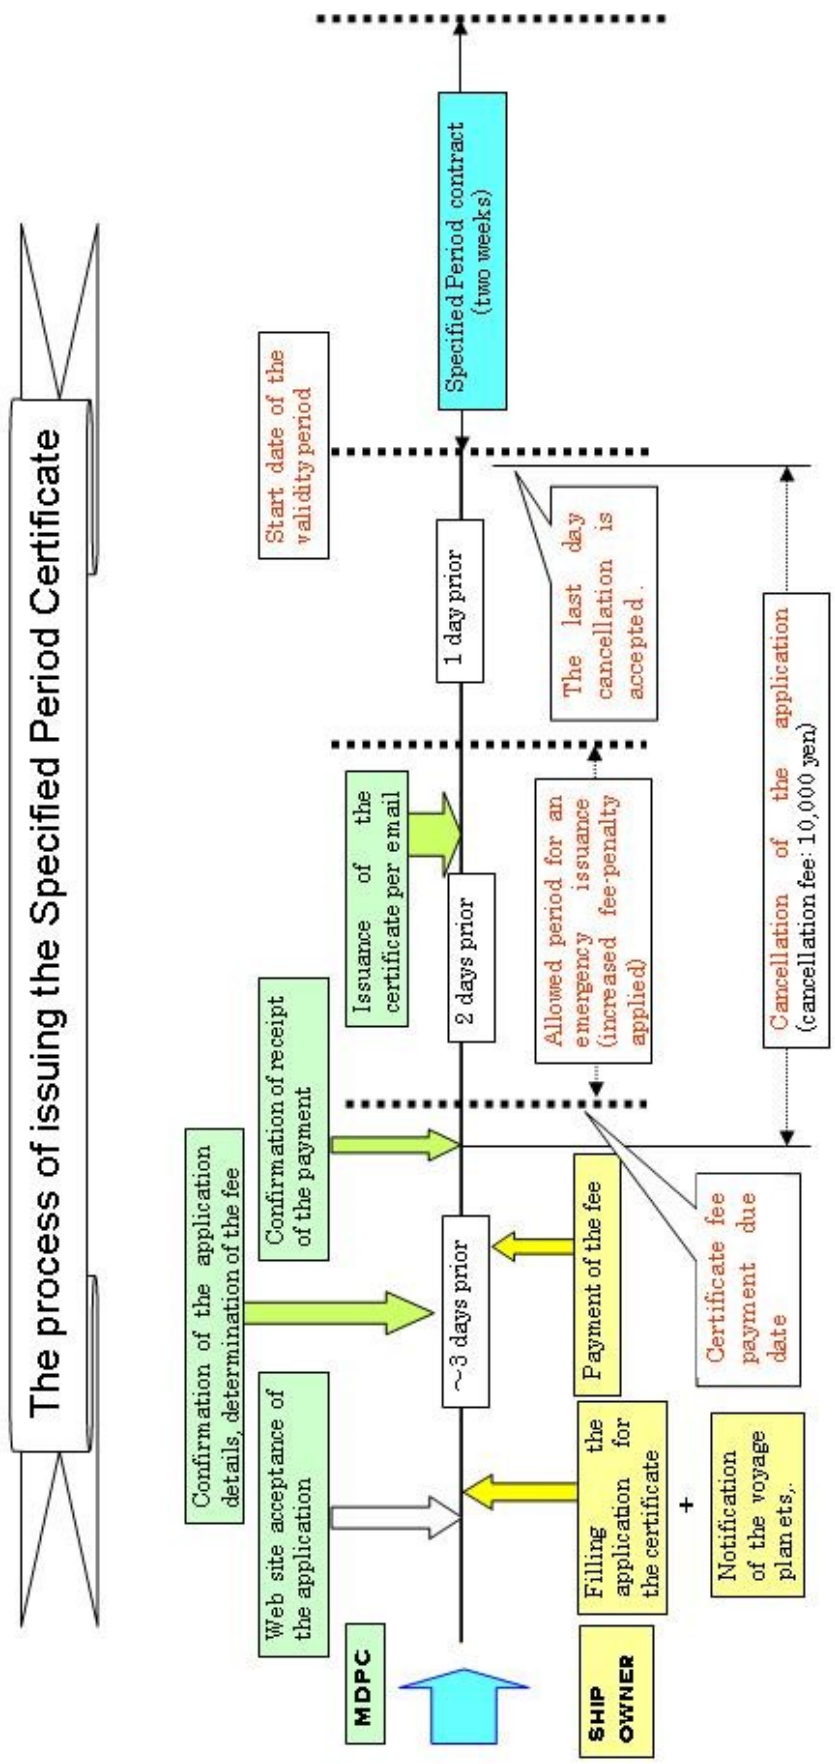 The process of issuing the Specified Period Certificate
Confirmation of the application
details, determination of the fee
Web site acceptance of
the application
Confirmation of receipt
of the payment
Start date of the
validity period
MDPC
Issuance of the
certificate per email
~3 days prior
2 days prior
1 day prior
Specified Period contract
(two weeks)
SHIP
OWNER
Filling the
application for
the certificate
+
Notification
of the voyage
plan ets,.
Payment of the fee
Certificate fee
payment due
date
Allowed period for an
emergency issuance
(increased fee-penalty
applied)
The last day
cancellation is
accepted.
Cancellation of the application
(cancellation fee: 10,000 yen)